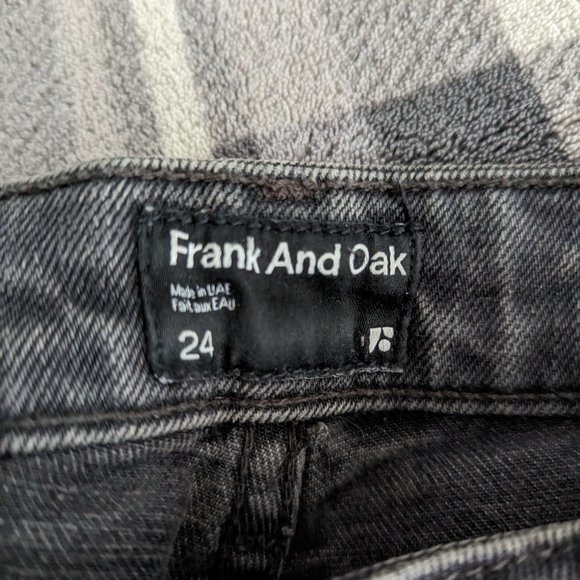 Frank And Oak
Made in UAE
Fait aux EAU
24